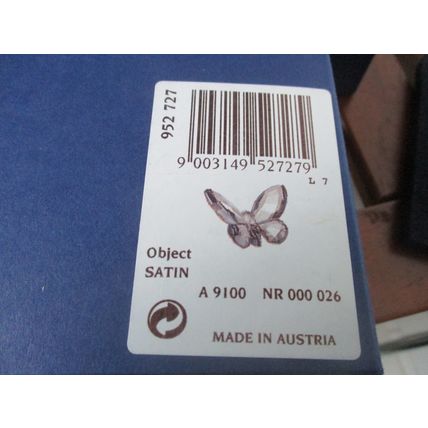 952 727
9 003149 527279
L 7
Object
SATIN
A 9100 NR 000 026
MADE IN AUSTRIA